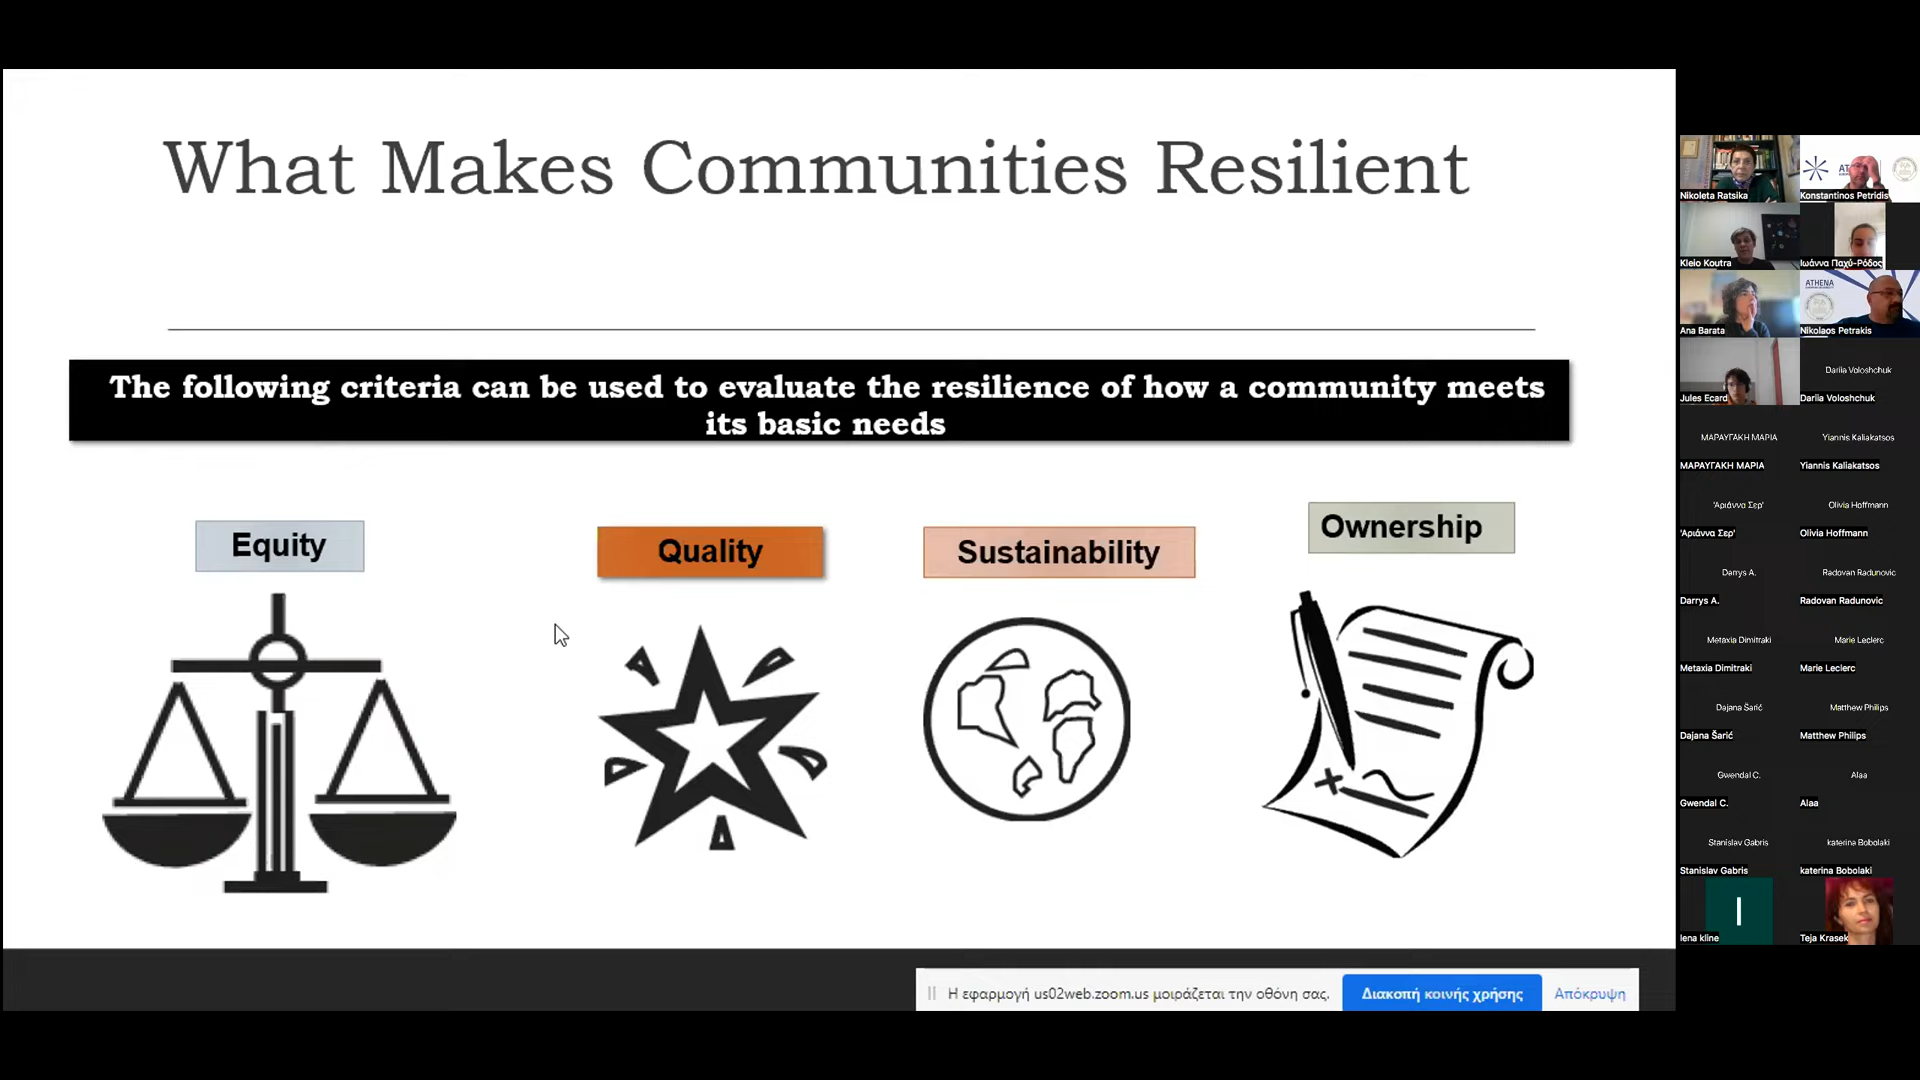 What Makes Communities Resilient
The following criteria can be used to evaluate the resilience of how a community meets
its basic needs
Equity
Quality
Sustainability
Ownership
Η εφαρμογή us02web.zoom.us μοιράζεται την οθόνη σας.
Διακοπή κοινής χρήσης
Απόκρυψη
Nikoleta Ratsika
Konstantinos Petridis
Kleio Koutra
Ιωάννα Παχύ-Ρόδος
Ana Barata
ATHENA
Nikolaos Petrakis
Jules Ecard
Dariia Voloshchuk
Dariia Voloshchuk
ΜΑΡΑΥΓΑΚΗ ΜΑΡΙΑ
Yiannis Kaliakatsos
ΜΑΡΑΥΓΑΚΗ ΜΑΡΙΑ
Yiannis Kaliakatsos
'Αριάννα Σερ'
Olivia Hoffmann
'Αριάννα Σερ'
Olivia Hoffmann
Darrys A.
Radovan Radunovic
Darrys A.
Radovan Radunovic
Metaxia Dimitraki
Marie Leclerc
Metaxia Dimitraki
Marie Leclerc
Dajana Šarić
Matthew Philips
Dajana Šarić
Matthew Philips
Gwendal C.
Alaa
Gwendal C.
Alaa
Stanislav Gabris
katerina Bobolaki
Stanislav Gabris
katerina Bobolaki
I
lena kline
Teja Krasek